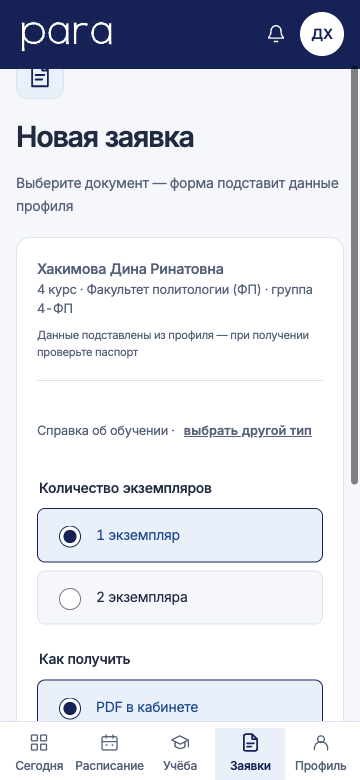 para
ДХ
Новая заявка
Выберите документ — форма подставит данные
профиля
Хакимова Дина Ринатовна
4 курс · Факультет политологии (ФП) · группа
4-ФП
Данные подставлены из профиля — при получении
проверьте паспорт
Справка об обучении · выбрать другой тип
Количество экземпляров
1 экземпляр
2 экземпляра
Как получить
PDF в кабинете
Сегодня Расписание Учёба Заявки Профиль